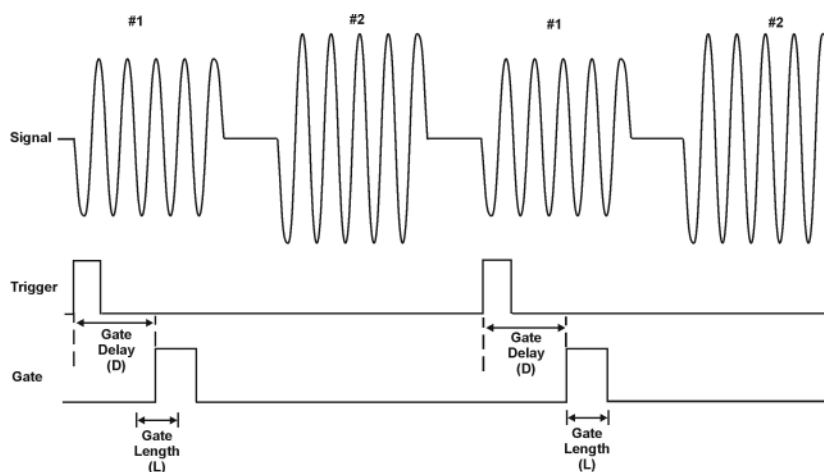 #1
#2
#1
#2
Signal
Trigger
Gate
Delay
(D)
Gate
Delay
(D)
Gate
Gate
Length
(L)
Gate
Length
(L)